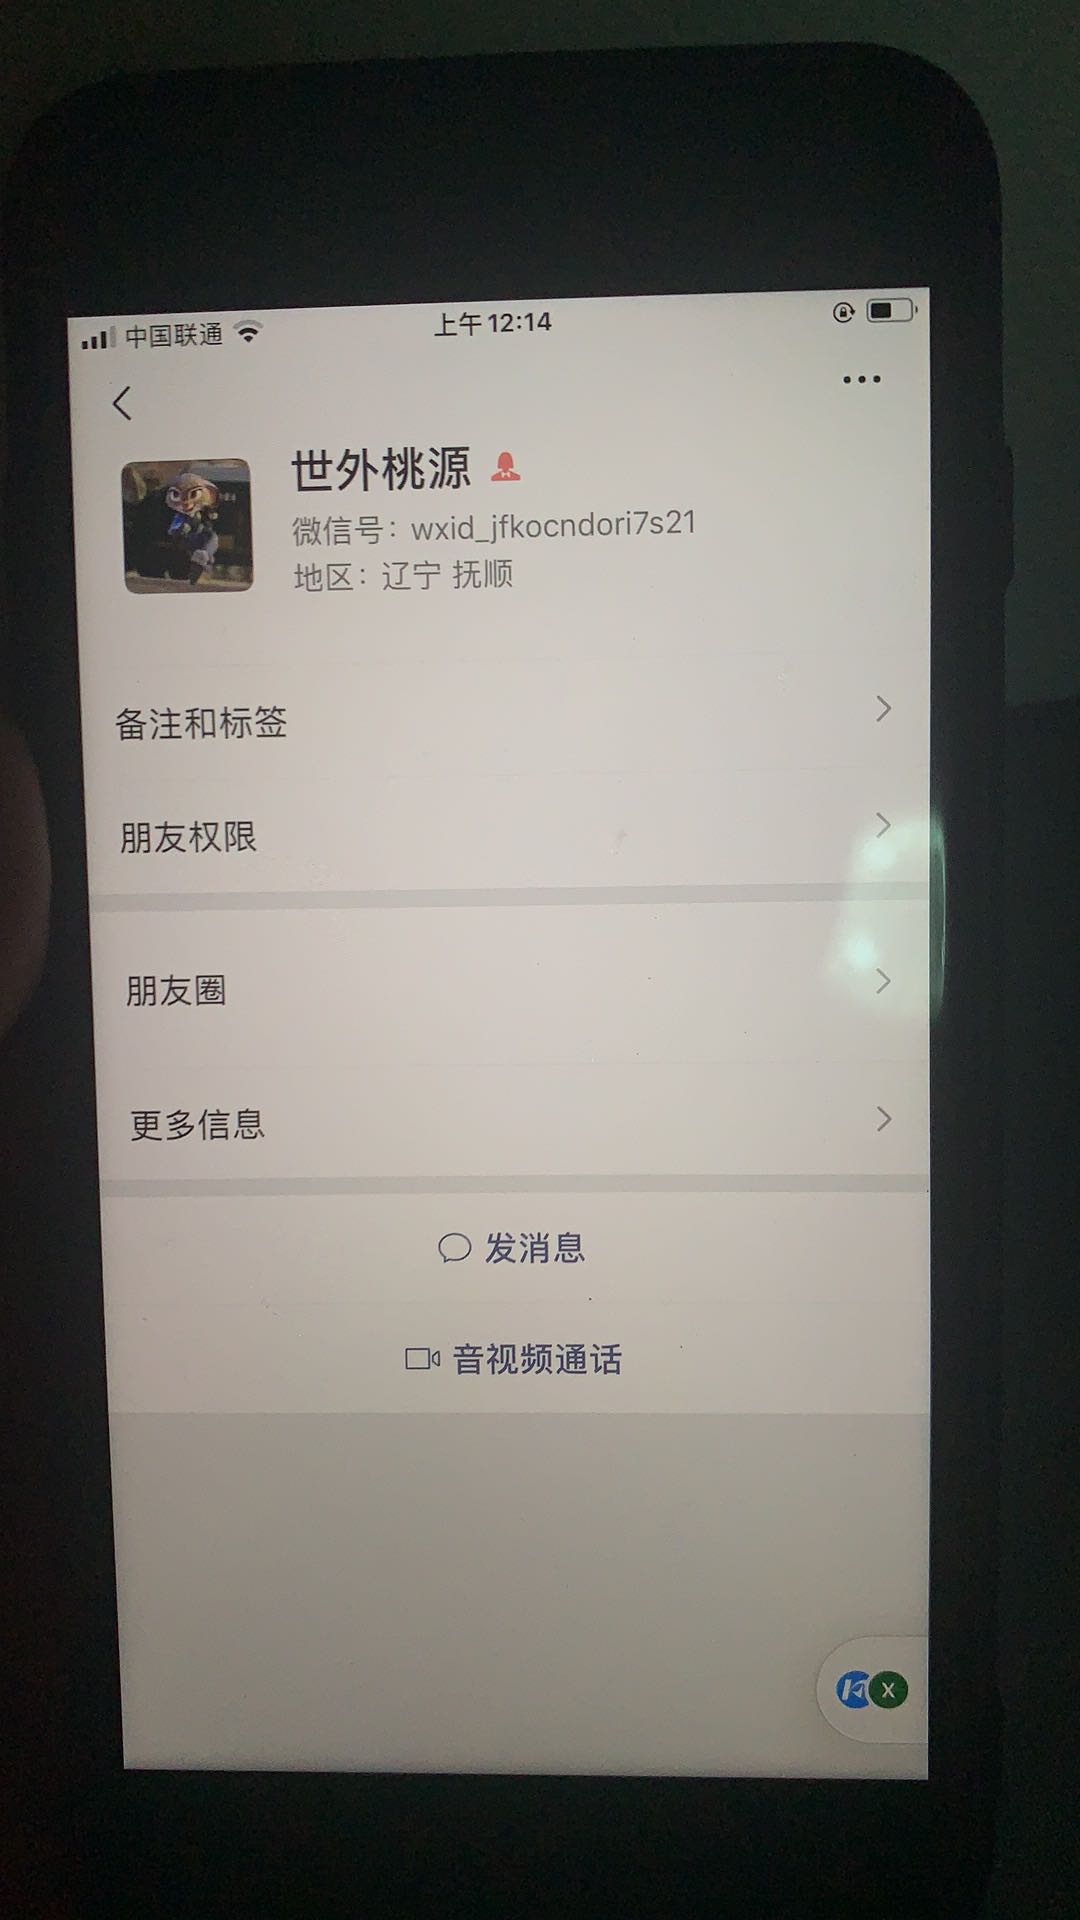 中国联通
上午12:14
世外桃源
微信号：wxid_jfkocndori7s21
地区：辽宁 抚顺
备注和标签
朋友权限
朋友圈
更多信息
发消息
音视频通话
X